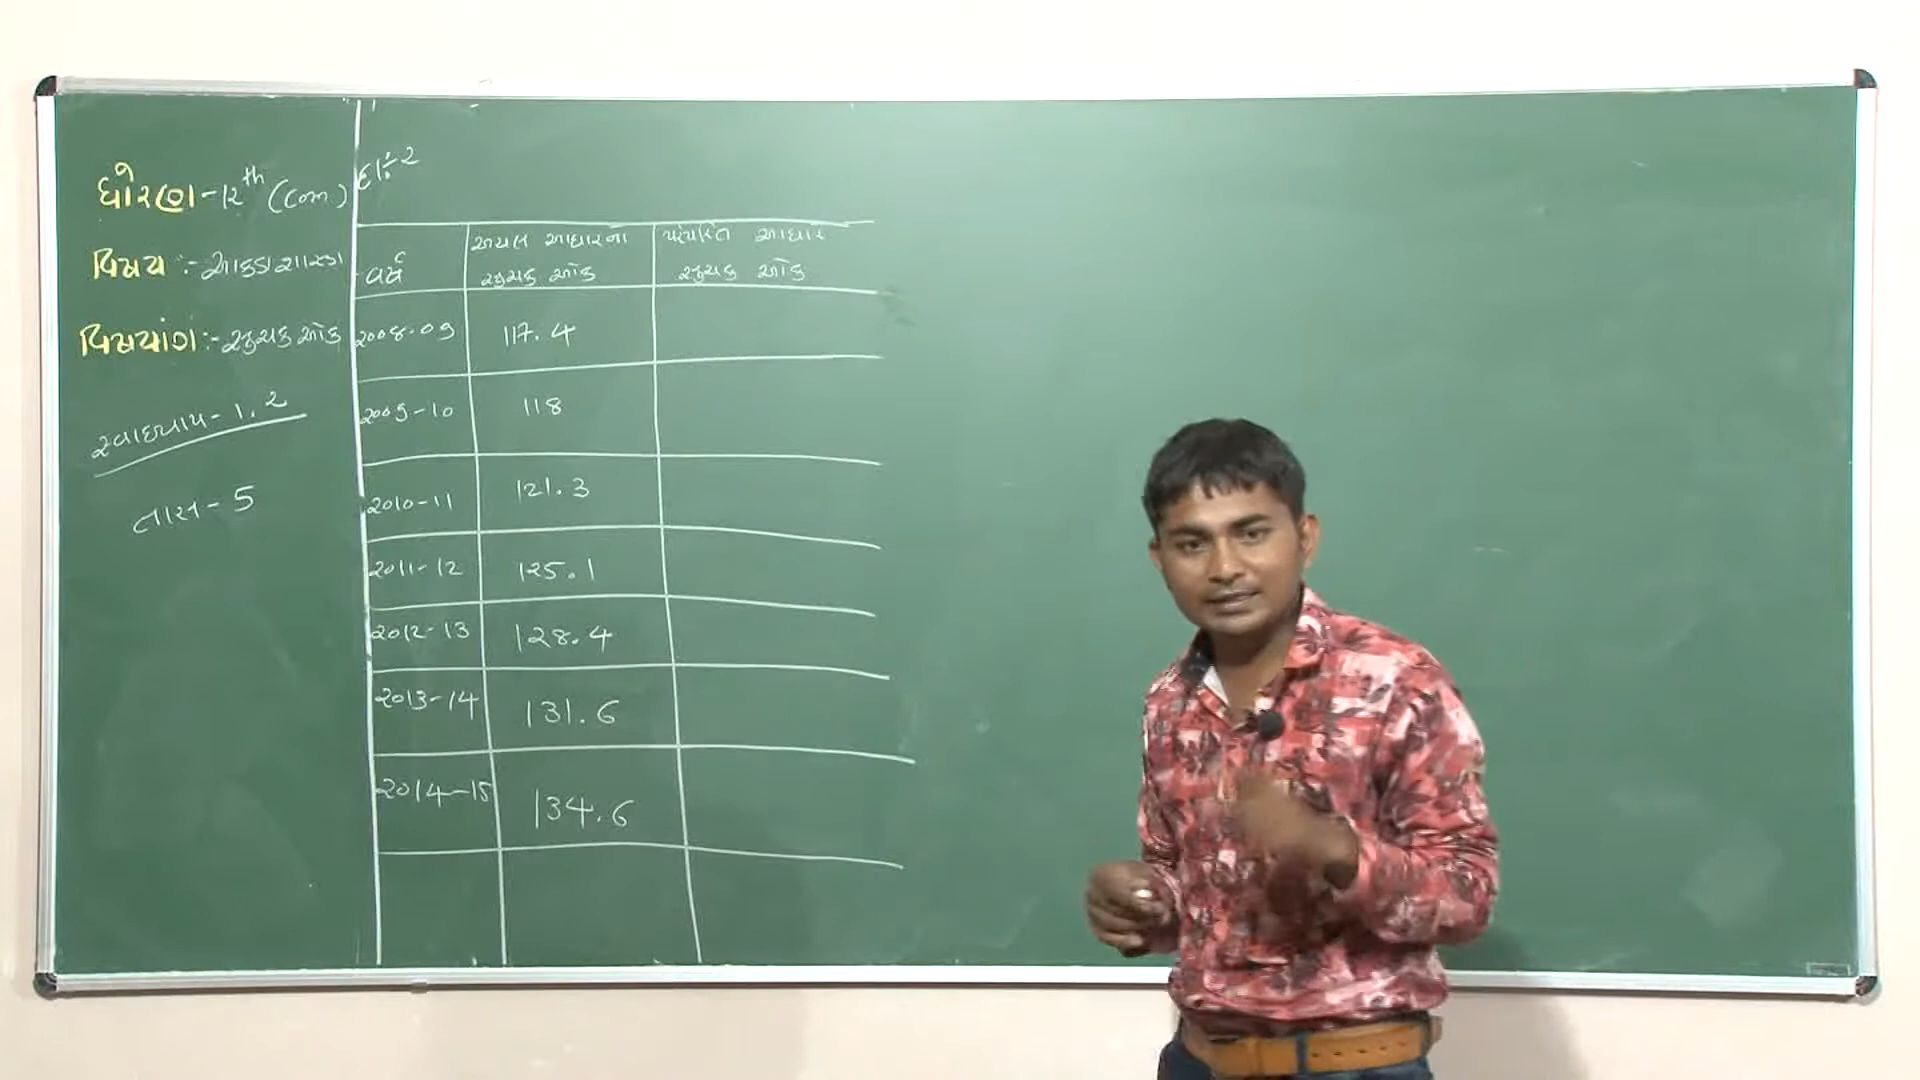 ધોરણ - 12th (com)
વિષય :- આંકડાશાસ્ત્ર
વિષયાંગ :- સૂચક આંક
સ્વાધ્યાય - 1.2
તાસ - 5
દા.: 2
વર્ષ
અચલ આધારના
સૂચક આંક
પરંપરિત આધાર
સૂચક આંક
2008-09 117.4
2009-10 118
2010-11 121.3
2011-12 125.1
2012-13 128.4
2013-14 131.6
2014-15 134.6